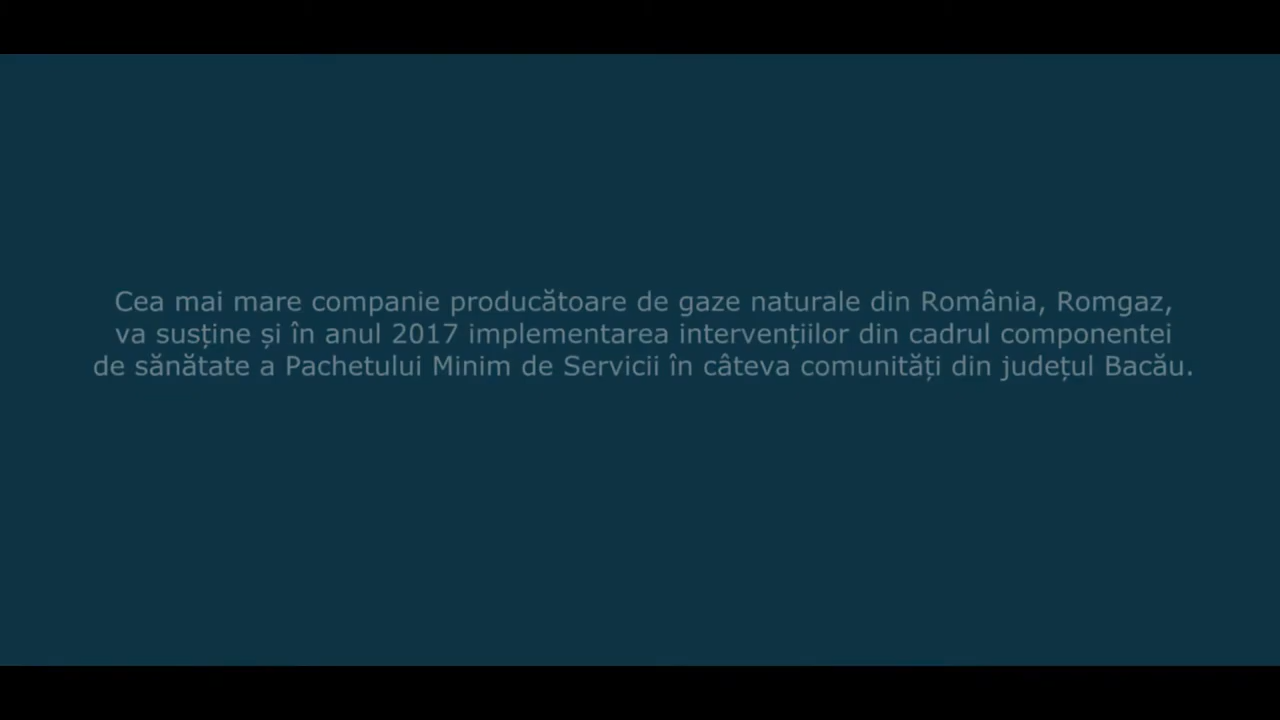 Cea mai mare companie producătoare de gaze naturale din România, Romgaz,
va susține și în anul 2017 implementarea intervențiilor din cadrul componentei
de sănătate a Pachetului Minim de Servicii în câteva comunități din județul Bacău.